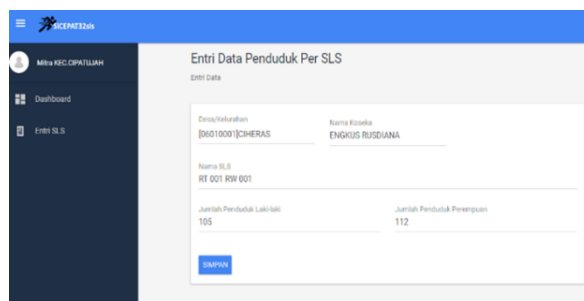 SICEPAT32sls
Mitra KEC.CIPATUJAH
Dashboard
Entri SLS
Entri Data Penduduk Per SLS
Entri Data
Desa/Kelurahan
Nama Koseka
[06010001]CIHERAS
ENGKUS RUSDIANA
Nama SLS
RT 001 RW 001
Jumlah Penduduk Laki-laki
Jumlah Penduduk Perempuan
105
112
SIMPAN